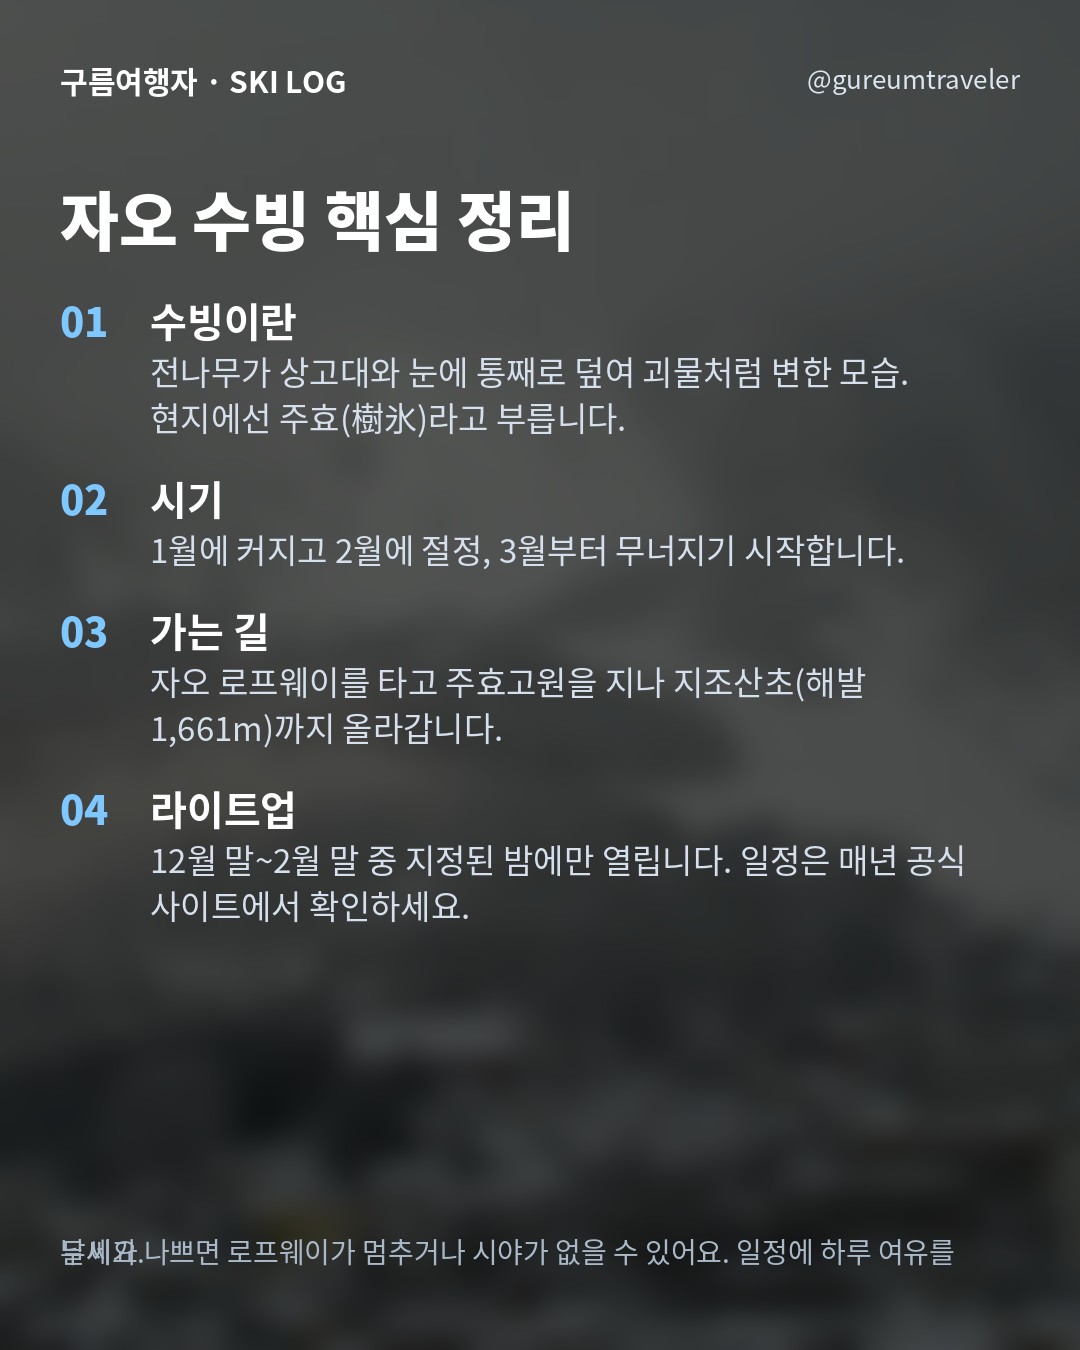 구름여행자 · SKI LOG
@gureumtraveler
자오 수빙 핵심 정리
01 수빙이란
전나무가 상고대와 눈에 통째로 덮여 괴물처럼 변한 모습.
현지에선 주효(樹氷)라고 부릅니다.
02 시기
1월에 커지고 2월에 절정, 3월부터 무너지기 시작합니다.
03 가는 길
자오 로프웨이를 타고 주효고원을 지나 지조산초(해발
1,661m)까지 올라갑니다.
04 라이트업
12월 말~2월 말 중 지정된 밤에만 열립니다. 일정은 매년 공식
사이트에서 확인하세요.
나쁘면 로프웨이가 멈추거나 시야가 없을 수 있어요. 일정에 하루 여유를